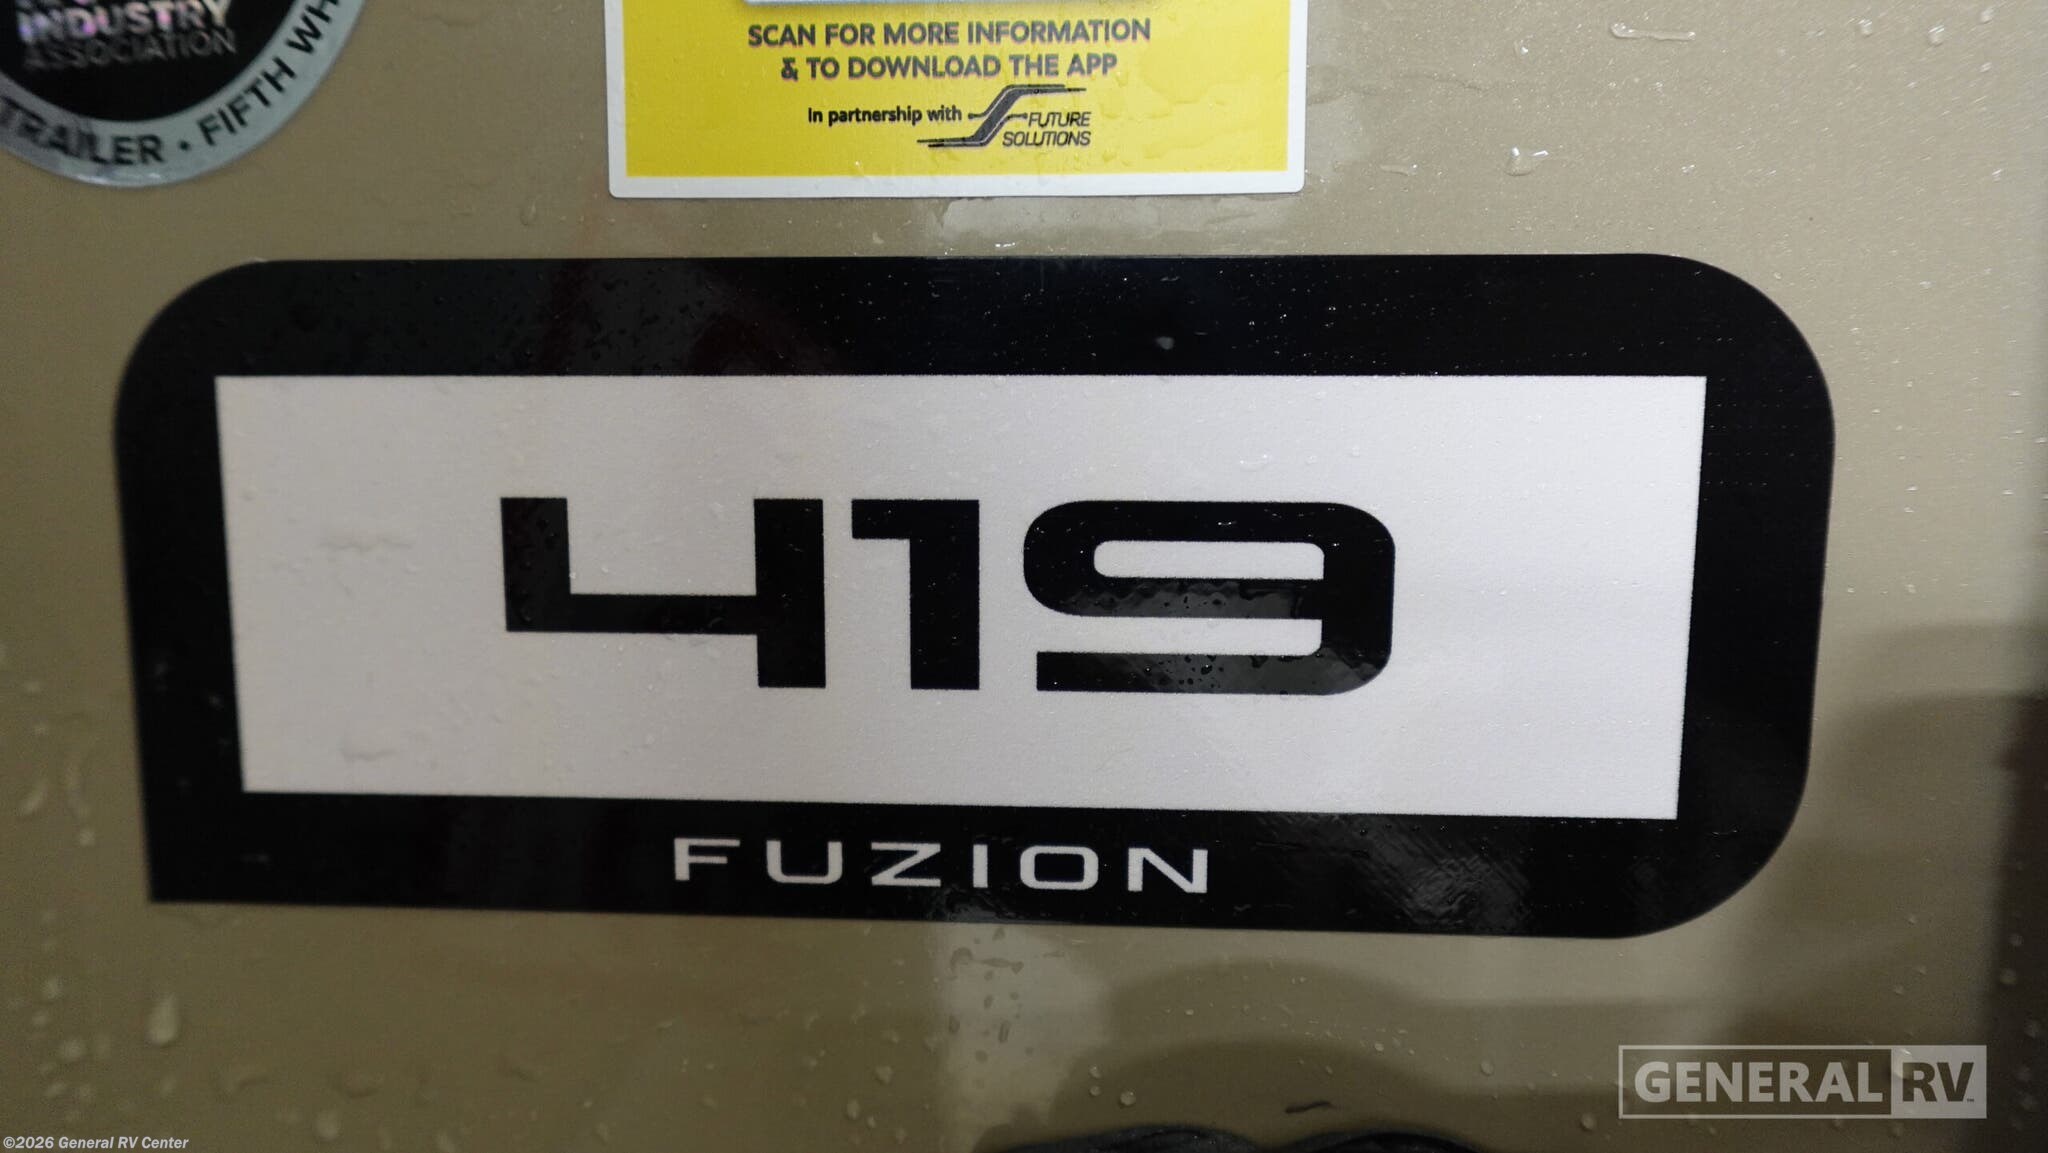 INDUSTRY
ASSOCIATION
TRAILER • FIFTH WH
SCAN FOR MORE INFORMATION
& TO DOWNLOAD THE APP
In partnership with
FUTURE
SOLUTIONS
419
FUZION
GENERAL RV
©2026 General RV Center